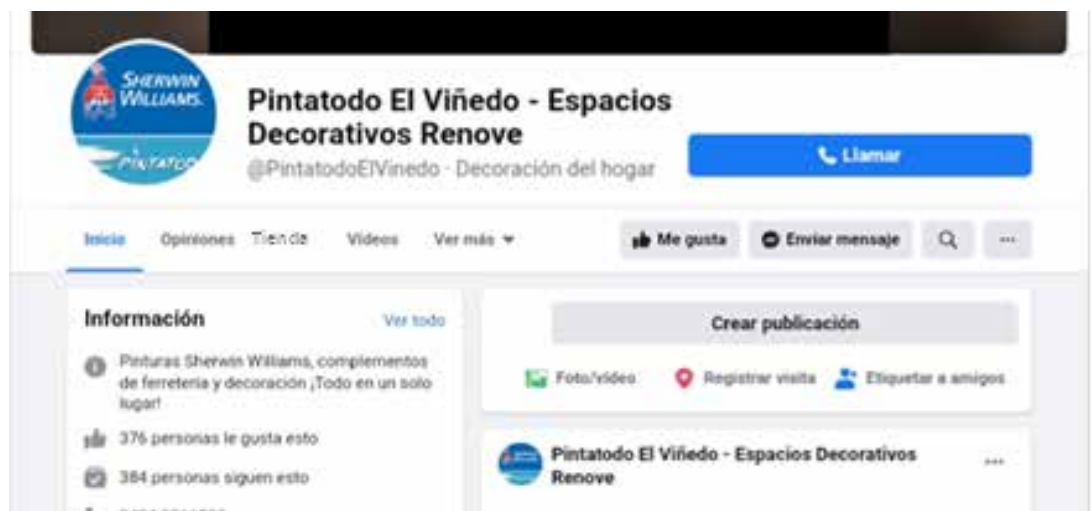 SHERWIN
WILLIAMS.
PINTATODO
Pintatodo El Viñedo - Espacios
Decorativos Renove
@PintatodoElVinedo · Decoración del hogar
Llamar
Inicio
Opiniones
Tienda
Videos
Ver más
Me gusta
Enviar mensaje
Información
Ver todo
Pinturas Sherwin Williams, complementos
de ferreteria y decoración ¡Todo en un solo
lugar!
376 personas le gusta esto
384 personas siguen esto
Crear publicación
Foto/video
Registrar visita
Etiquetar a amigos
Pintatodo El Viñedo - Espacios Decorativos
Renove